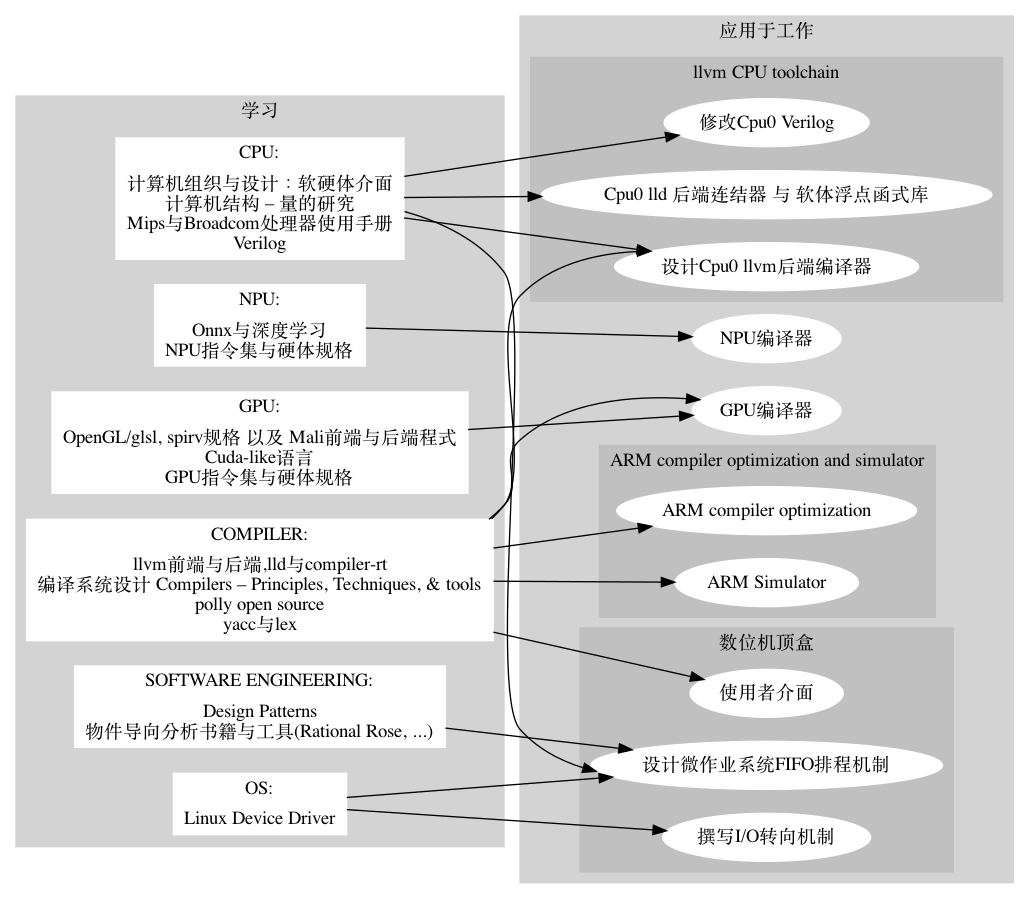 学习
CPU:
计算机组织与设计：软硬体介面
计算机结构 – 量的研究
Mips与Broadcom处理器使用手册
Verilog
NPU:
Onnx与深度学习
NPU指令集与硬体规格
GPU:
OpenGL/glsl, spirv规格 以及 Mali前端与后端程式
Cuda-like语言
GPU指令集与硬体规格
COMPILER:
llvm前端与后端,lld与compiler-rt
编译系统设计 Compilers – Principles, Techniques, & tools
polly open source
yacc与lex
SOFTWARE ENGINEERING:
Design Patterns
物件导向分析书籍与工具(Rational Rose, ...)
OS:
Linux Device Driver
应用于工作
llvm CPU toolchain
修改Cpu0 Verilog
Cpu0 lld 后端连结器 与 软体浮点函式库
设计Cpu0 llvm后端编译器
NPU编译器
GPU编译器
ARM compiler optimization and simulator
ARM compiler optimization
ARM Simulator
数位机顶盒
使用者介面
设计微作业系统FIFO排程机制
撰写I/O转向机制